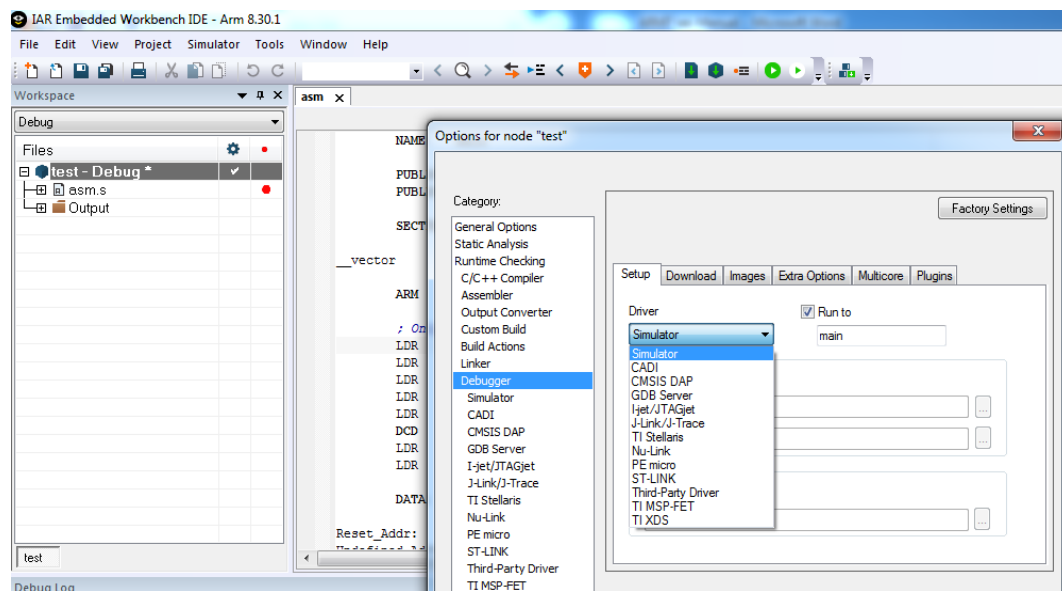 IAR Embedded Workbench IDE - Arm 8.30.1
File Edit View Project Simulator Tools Window Help
Workspace
asm
Debug
Files
test - Debug *
asm.s
Output
test
Debug Log
NAME
PUBL
PUBL
SECT
__vector
ARM
; On
LDR
LDR
LDR
LDR
LDR
DCD
LDR
LDR
DATA
Reset_Addr:
Options for node "test"
Category:
General Options
Static Analysis
Runtime Checking
C/C++ Compiler
Assembler
Output Converter
Custom Build
Build Actions
Linker
Debugger
Simulator
CADI
CMSIS DAP
GDB Server
I-jet/JTAGjet
J-Link/J-Trace
TI Stellaris
Nu-Link
PE micro
ST-LINK
Third-Party Driver
TI MSP-FET
Factory Settings
Setup Download Images Extra Options Multicore Plugins
Driver
Run to
Simulator
main
Simulator
CADI
CMSIS DAP
GDB Server
I-jet/JTAGjet
J-Link/J-Trace
TI Stellaris
Nu-Link
PE micro
ST-LINK
Third-Party Driver
TI MSP-FET
TI XDS
...
...
...